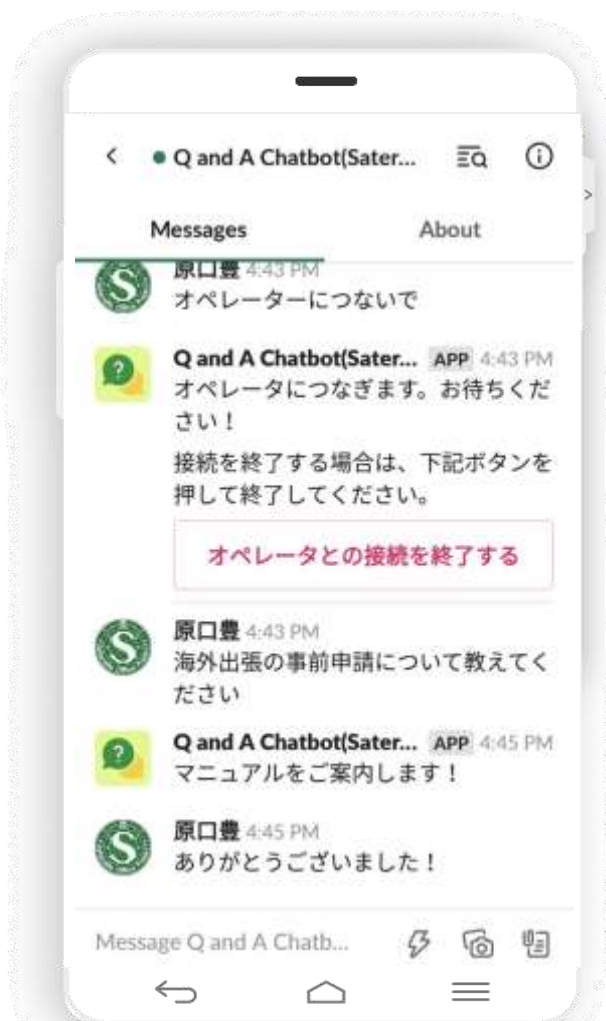 Q and A Chatbot(Sater...
Messages
About
原口豊 4:43 PM
オペレーターにつないで
Q and A Chatbot(Sater... APP 4:43 PM
オペレータにつなぎます。お待ちくだ
さい！
接続を終了する場合は、下記ボタンを
押して終了してください。
オペレータとの接続を終了する
原口豊 4:43 PM
海外出張の事前申請について教えてく
ださい
Q and A Chatbot(Sater... APP 4:45 PM
マニュアルをご案内します！
原口豊 4:45 PM
ありがとうございました！
Message Q and A Chatb...